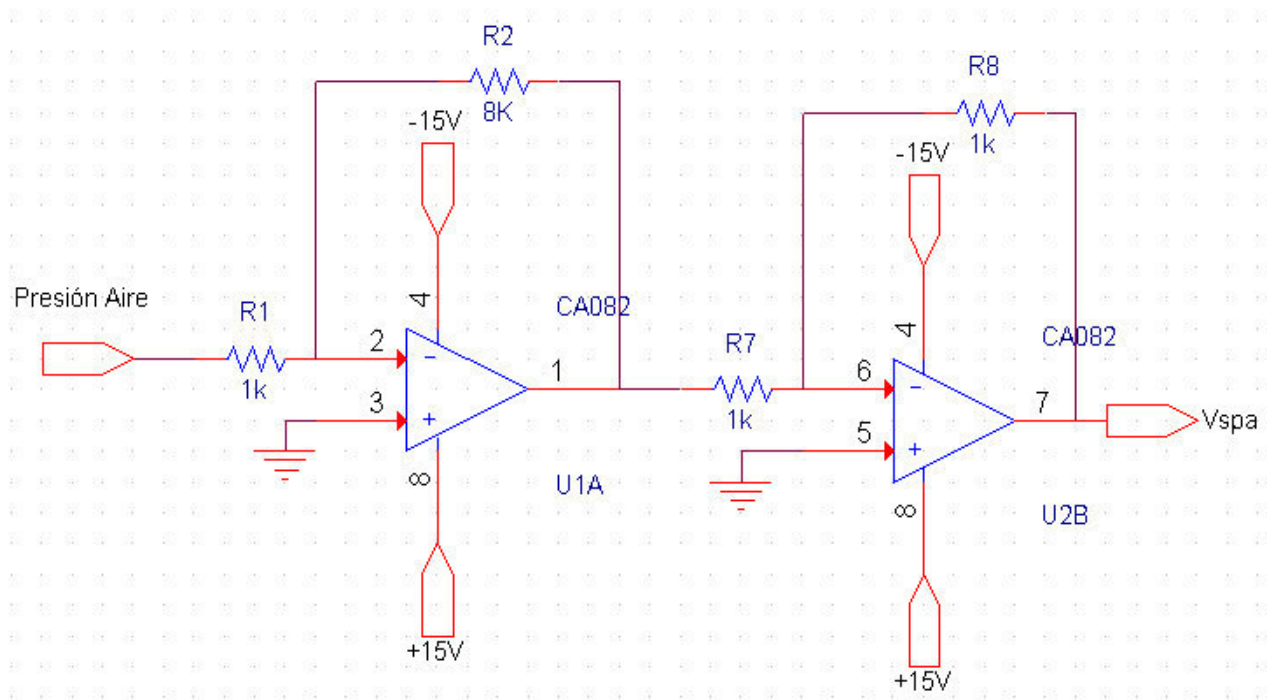 R2
8K
R8
1k
-15V
-15V
Presión Aire
R1
1k
4
CA082
2
3
1
8
U1A
+15V
R7
1k
4
CA082
6
5
7
Vspa
8
U2B
+15V